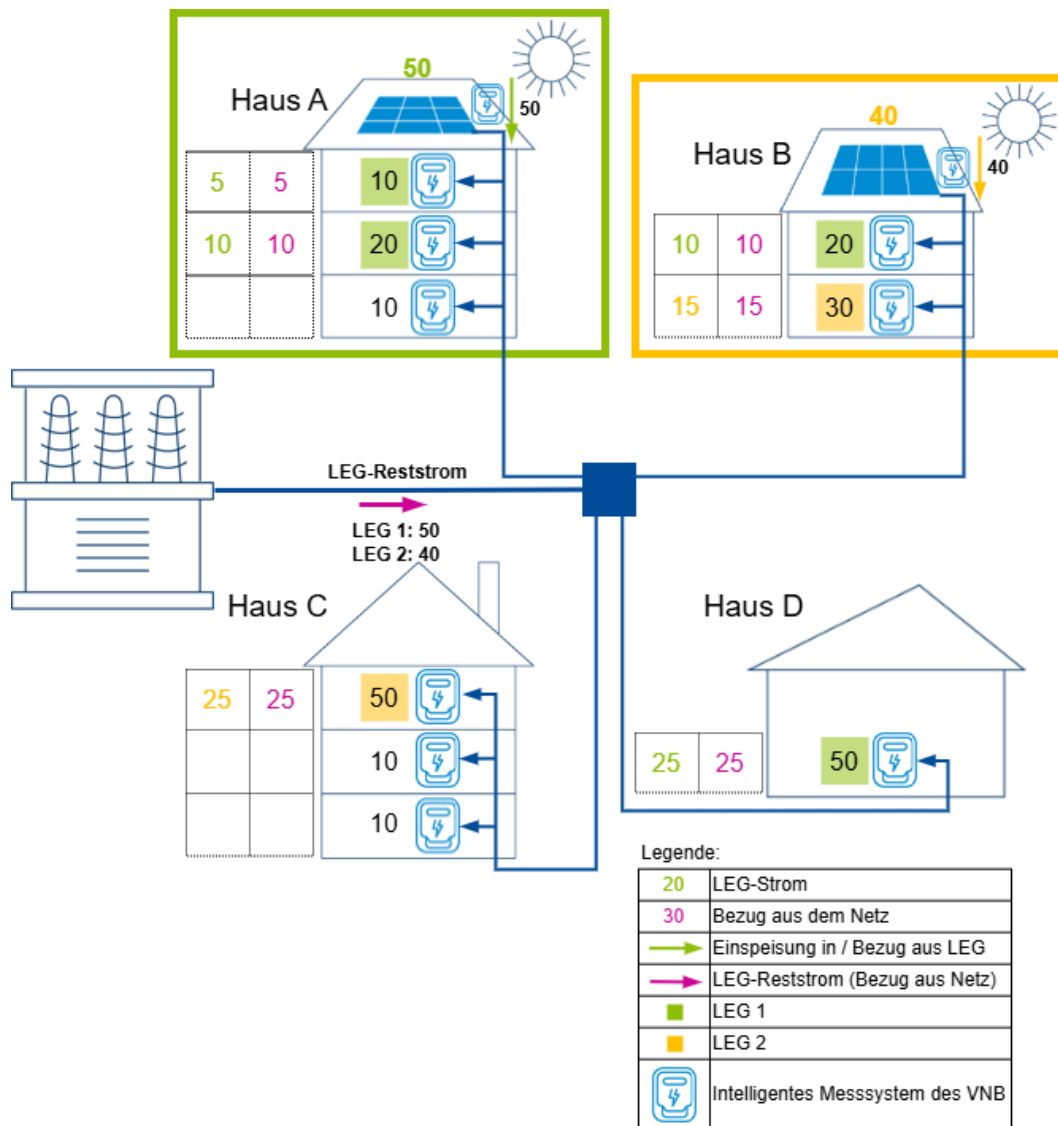 50
50
Haus A
5 5 10
10 10 20
10
40
40
Haus B
10 10 20
15 15 30
LEG-Reststrom
LEG 1: 50
LEG 2: 40
Haus C
25 25 50
10
10
Haus D
25 25 50
Legende:
20 LEG-Strom
30 Bezug aus dem Netz
Einspeisung in / Bezug aus LEG
LEG-Reststrom (Bezug aus Netz)
LEG 1
LEG 2
Intelligentes Messsystem des VNB